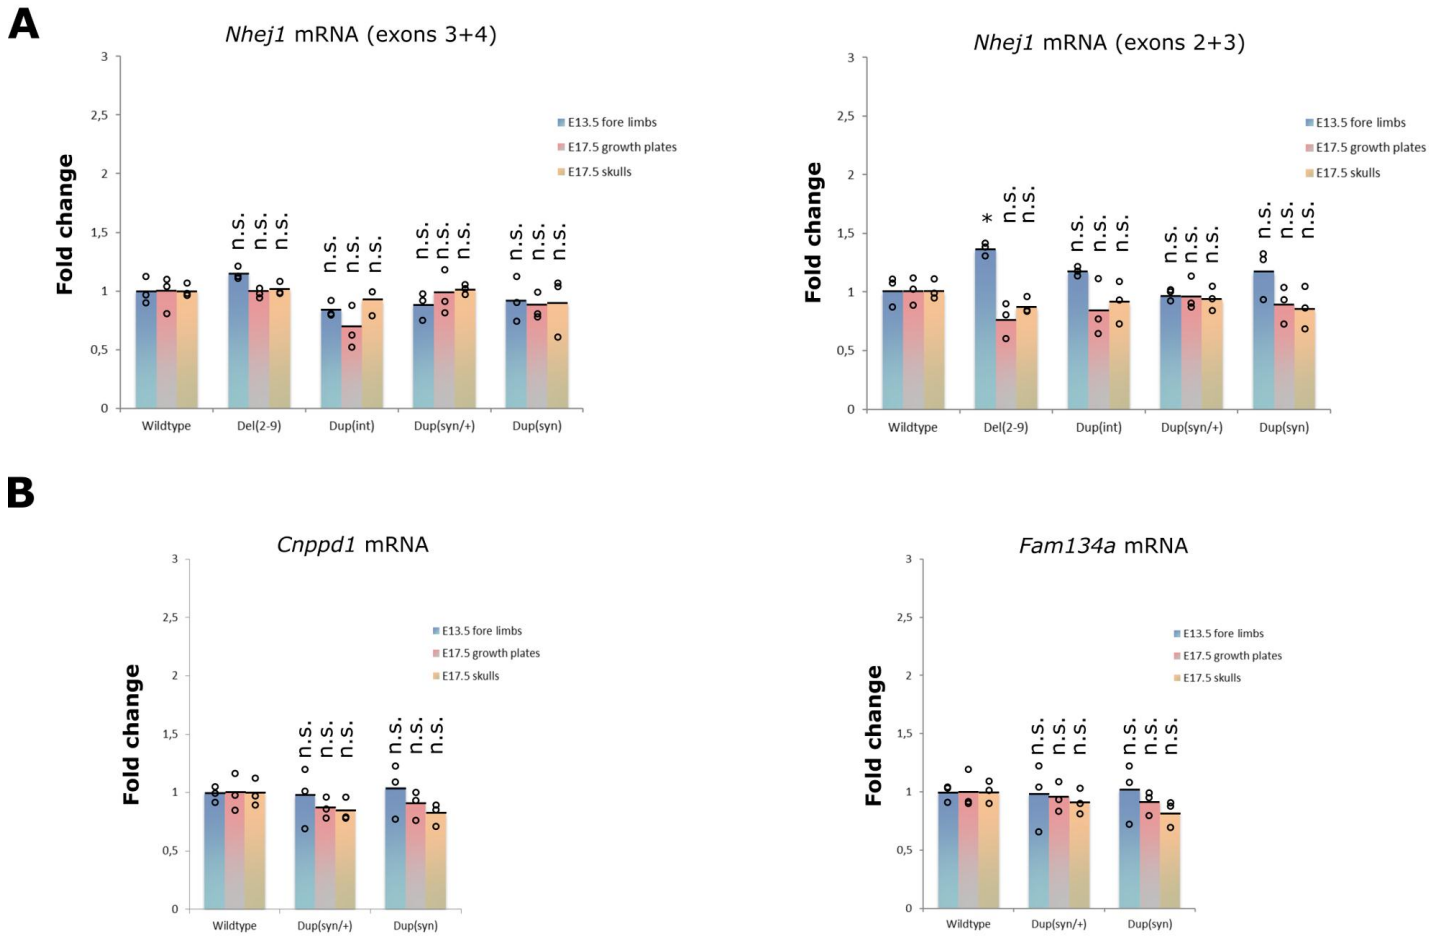 A
Nhej1 mRNA (exons 3+4)
3
2,5
2
1,5
1
0,5
0
Fold change
E13.5 fore limbs
E17.5 growth plates
E17.5 skulls
n.s. n.s. n.s.
n.s. n.s. n.s.
n.s. n.s. n.s.
n.s. n.s. n.s.
Wildtype Del(2-9) Dup(int) Dup(syn/+) Dup(syn)
Nhej1 mRNA (exons 2+3)
3
2,5
2
1,5
1
0,5
0
Fold change
E13.5 fore limbs
E17.5 growth plates
E17.5 skulls
* n.s. n.s.
n.s. n.s. n.s.
n.s. n.s. n.s.
n.s. n.s. n.s.
Wildtype Del(2-9) Dup(int) Dup(syn/+) Dup(syn)
B
Cnppd1 mRNA
3
2,5
2
1,5
1
0,5
0
Fold change
E13.5 fore limbs
E17.5 growth plates
E17.5 skulls
n.s. n.s. n.s.
n.s. n.s. n.s.
Wildtype Dup(syn/+) Dup(syn)
Fam134a mRNA
3
2,5
2
1,5
1
0,5
0
Fold change
E13.5 fore limbs
E17.5 growth plates
E17.5 skulls
n.s. n.s. n.s.
n.s. n.s. n.s.
Wildtype Dup(syn/+) Dup(syn)